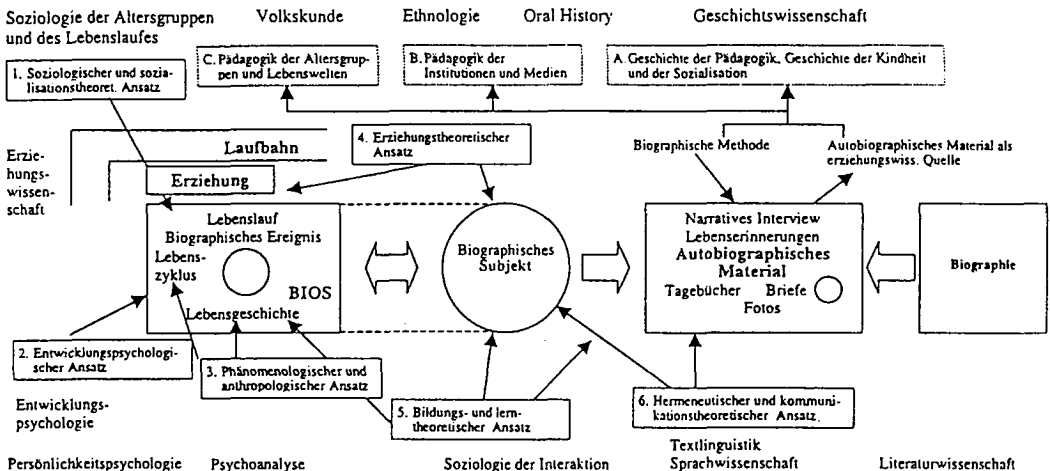 Soziologie der Altersgruppen
und des Lebenslaufes
Volkskunde
Ethnologie
Oral History
Geschichtswissenschaft
1. Soziologischer und sozia-
lisationstheoret. Ansatz
C. Pädagogik der Altersgrup-
pen und Lebenswelten
B. Pädagogik der
Institutionen und Medien
A. Geschichte der Pädagogik, Geschichte der Kindheit
und der Sozialisation
Erzie-
hungs-
wissen-
schaft
Laufbahn
Erziehung
4. Erziehungstheoretischer
Ansatz
Biographische Methode
Autobiographisches Material als
erziehungswiss. Quelle
Lebenslauf
Biographisches Ereignis
Lebens-
zyklus
BIOS
Lebensgeschichte
Biographisches
Subjekt
Narratives Interview
Lebenserinnerungen
Autobiographisches
Material
Tagebücher Briefe
Fotos
Biographie
2. Entwicklungspsychologi-
scher Ansatz
3. Phänomenologischer und
anthropologischer Ansatz
5. Bildungs- und lern-
theoretischer Ansatz
6. Hermeneutischer und kommuni-
kationstheoretischer Ansatz.
Entwicklungs-
psychologie
Persönlichkeitspsychologie
Psychoanalyse
Soziologie der Interaktion
Textlinguistik
Sprachwissenschaft
Literaturwissenschaft